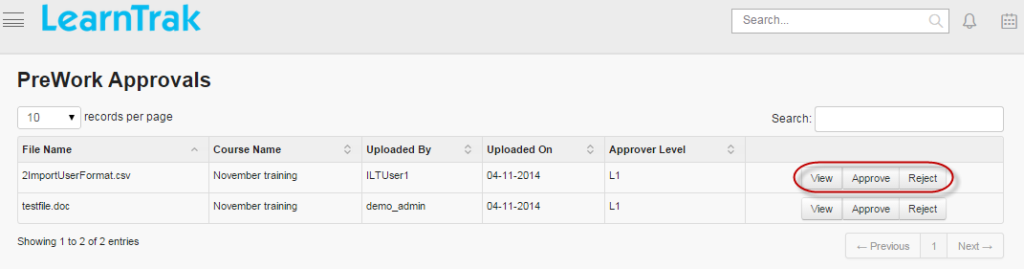 LearnTrak
Search...
PreWork Approvals
10 records per page Search:
File Name Course Name Uploaded By Uploaded On Approver Level
2ImportUserFormat.csv November training ILTUser1 04-11-2014 L1 View Approve Reject
testfile.doc November training demo_admin 04-11-2014 L1 View Approve Reject
Showing 1 to 2 of 2 entries ← Previous 1 Next →